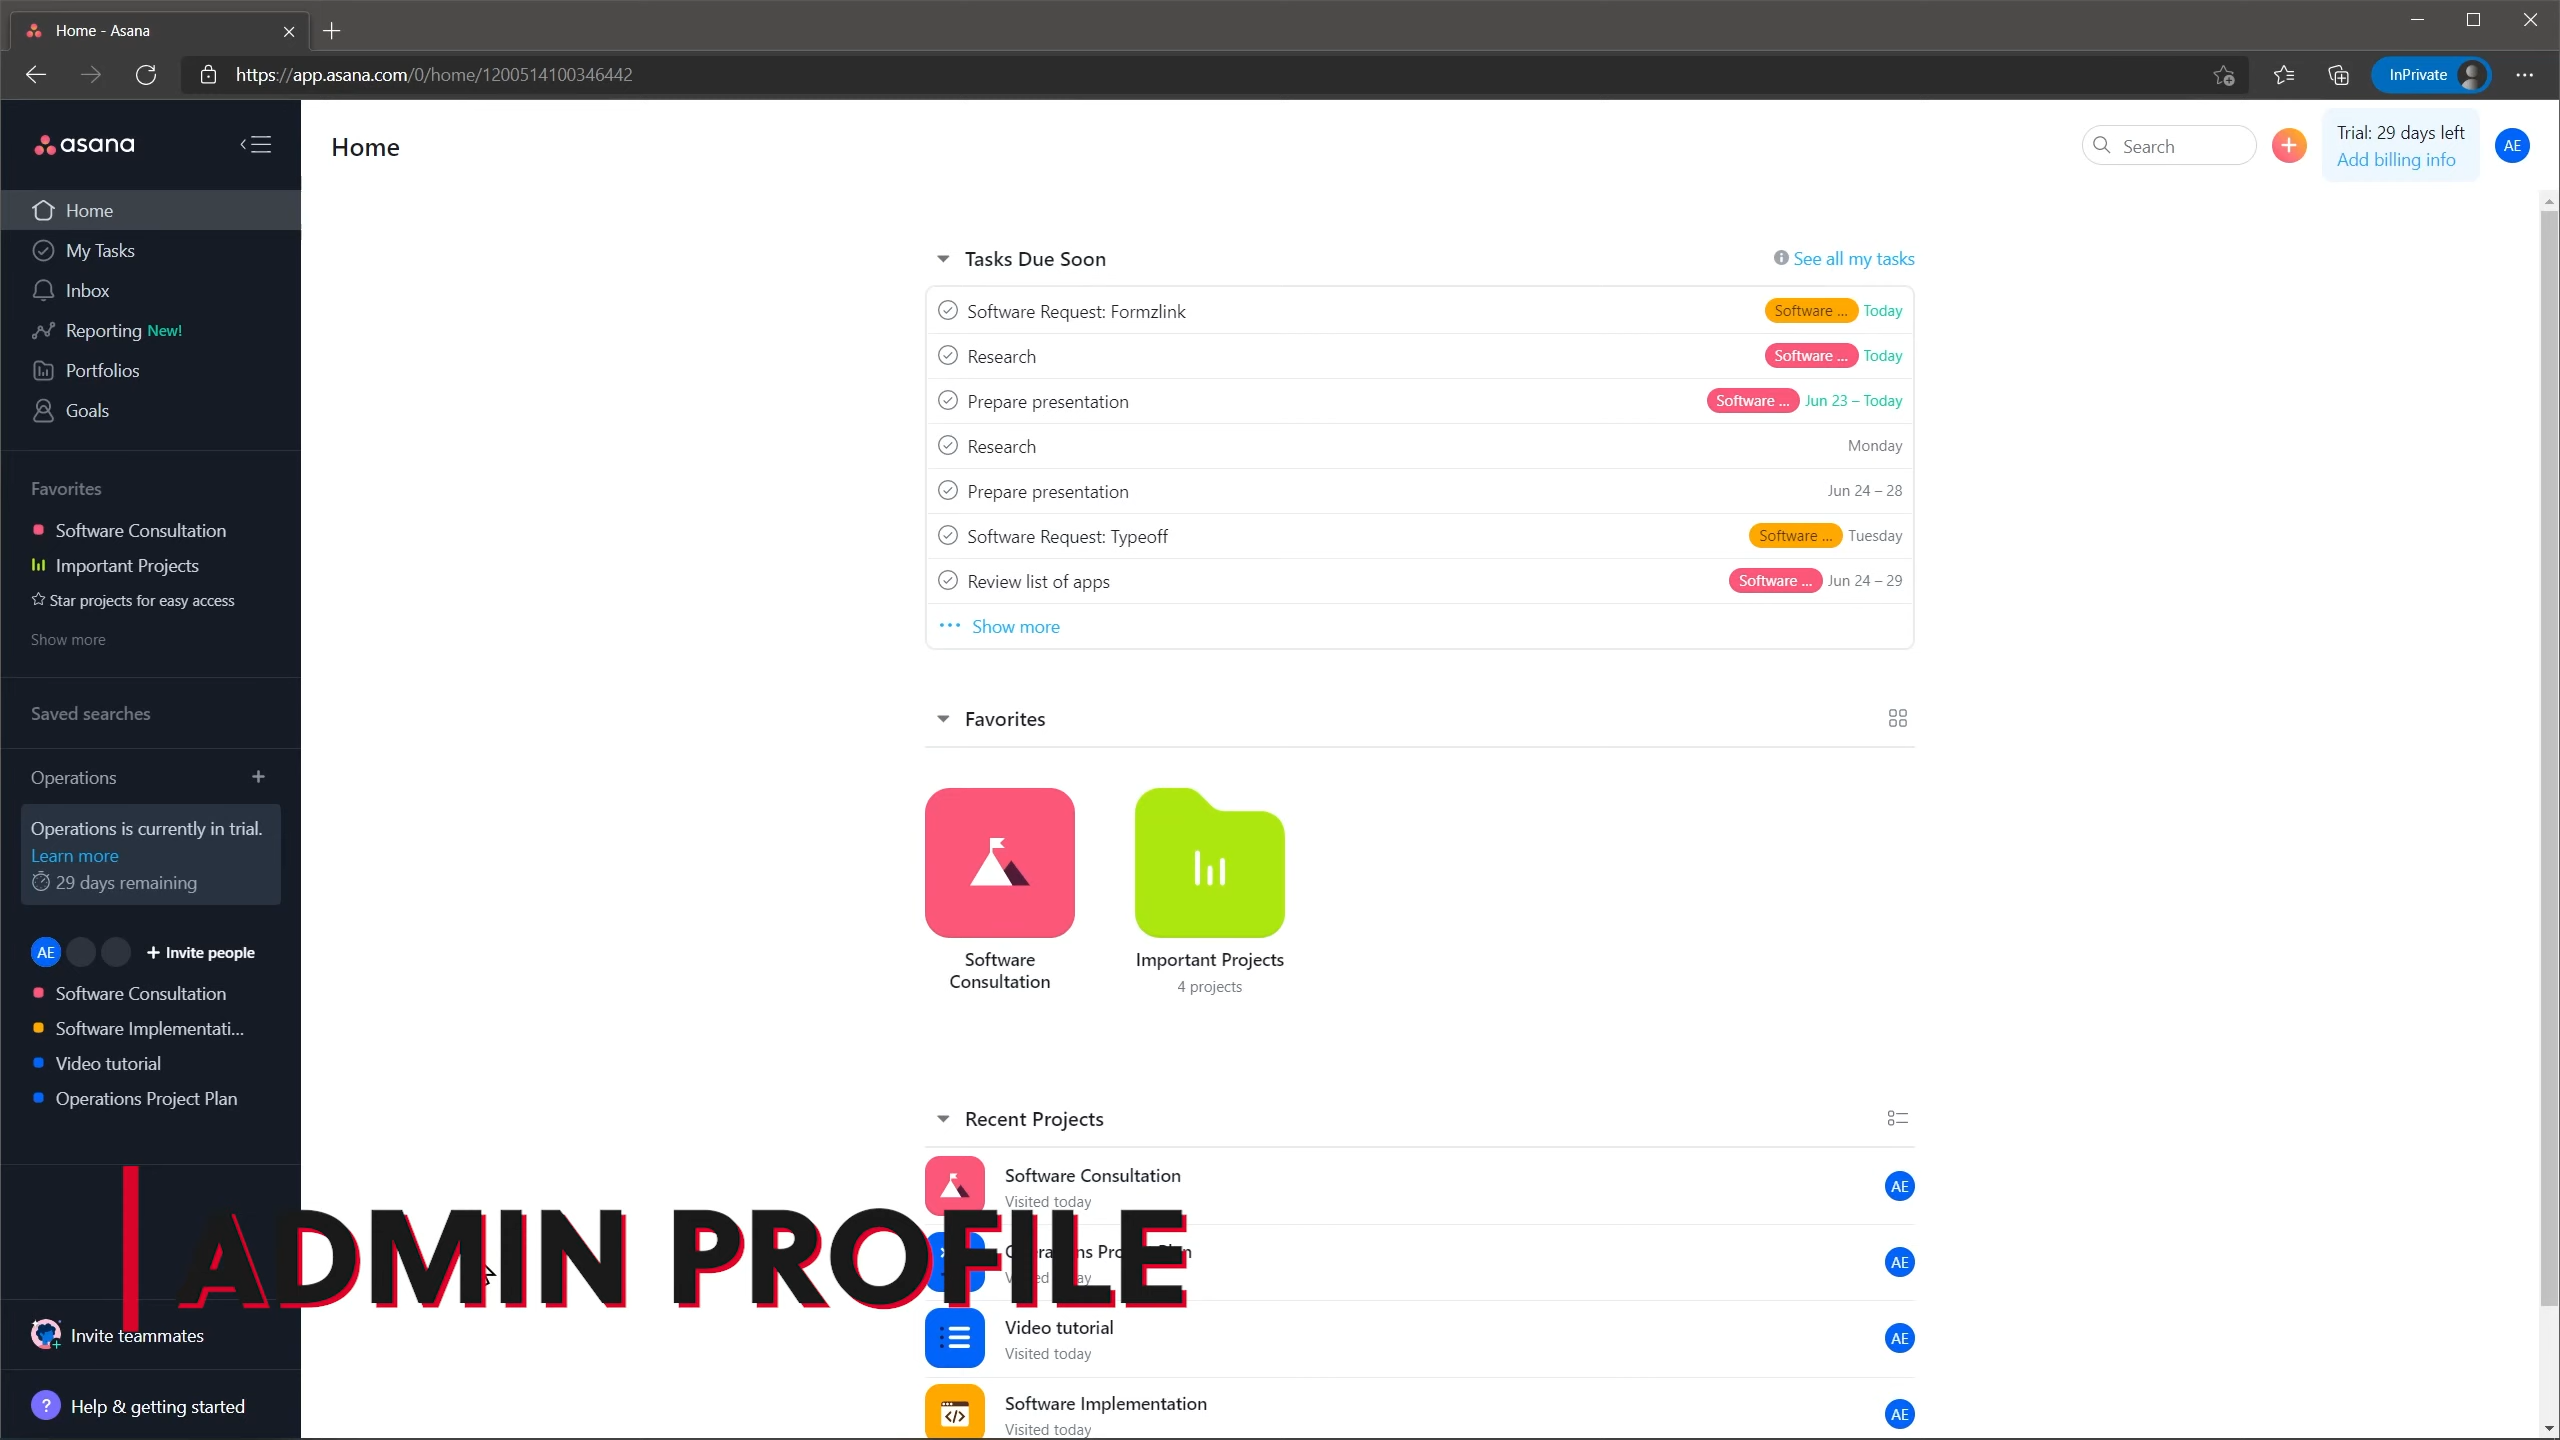 Home - Asana
https://app.asana.com/0/home/1200514100346442
InPrivate
asana
Home
Search
Trial: 29 days left
Add billing info
AE
Home
My Tasks
Inbox
Reporting New!
Portfolios
Goals
Favorites
Software Consultation
Important Projects
Star projects for easy access
Show more
Saved searches
Operations
Operations is currently in trial.
Learn more
29 days remaining
AE
Invite people
Software Consultation
Software Implementati...
Video tutorial
Operations Project Plan
Invite teammates
Help & getting started
Tasks Due Soon
See all my tasks
Software Request: Formzlink Software ... Today
Research Software ... Today
Prepare presentation Software ... Jun 23 – Today
Research Monday
Prepare presentation Jun 24 – 28
Software Request: Typeoff Software ... Tuesday
Review list of apps Software ... Jun 24 – 29
Show more
Favorites
Software
Consultation
Important Projects
4 projects
Recent Projects
Software Consultation AE
Visited today
AE
Video tutorial AE
Visited today
Software Implementation AE
Visited today
ADMIN PROFILE